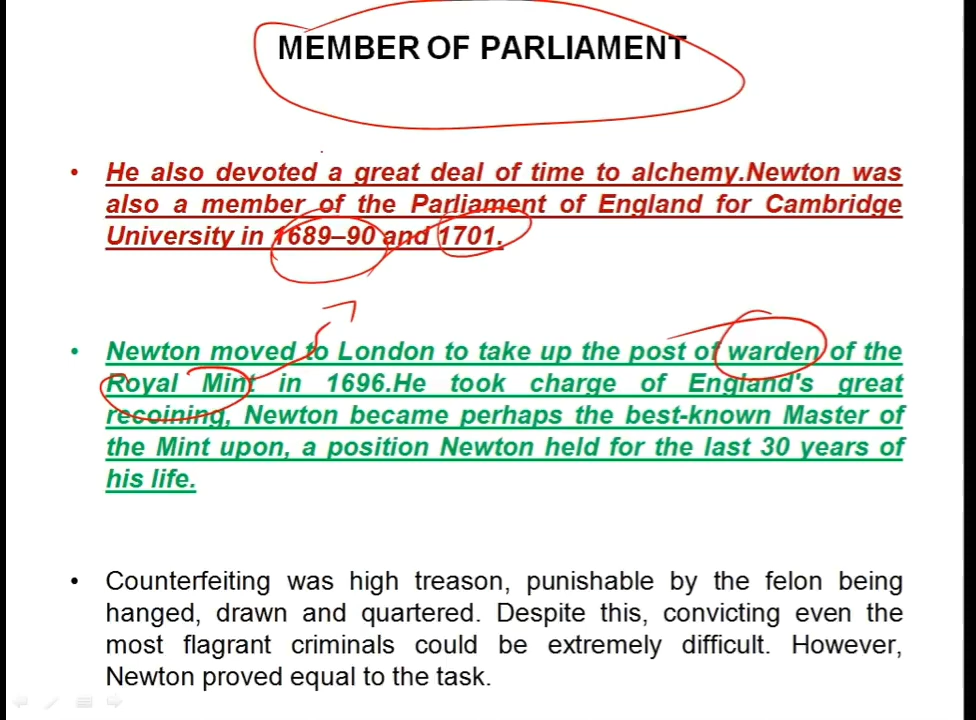 MEMBER OF PARLIAMENT
• He also devoted a great deal of time to alchemy.Newton was
also a member of the Parliament of England for Cambridge
University in 1689–90 and 1701.
• Newton moved to London to take up the post of warden of the
Royal Mint in 1696.He took charge of England's great
recoining, Newton became perhaps the best-known Master of
the Mint upon, a position Newton held for the last 30 years of
his life.
• Counterfeiting was high treason, punishable by the felon being
hanged, drawn and quartered. Despite this, convicting even the
most flagrant criminals could be extremely difficult. However,
Newton proved equal to the task.